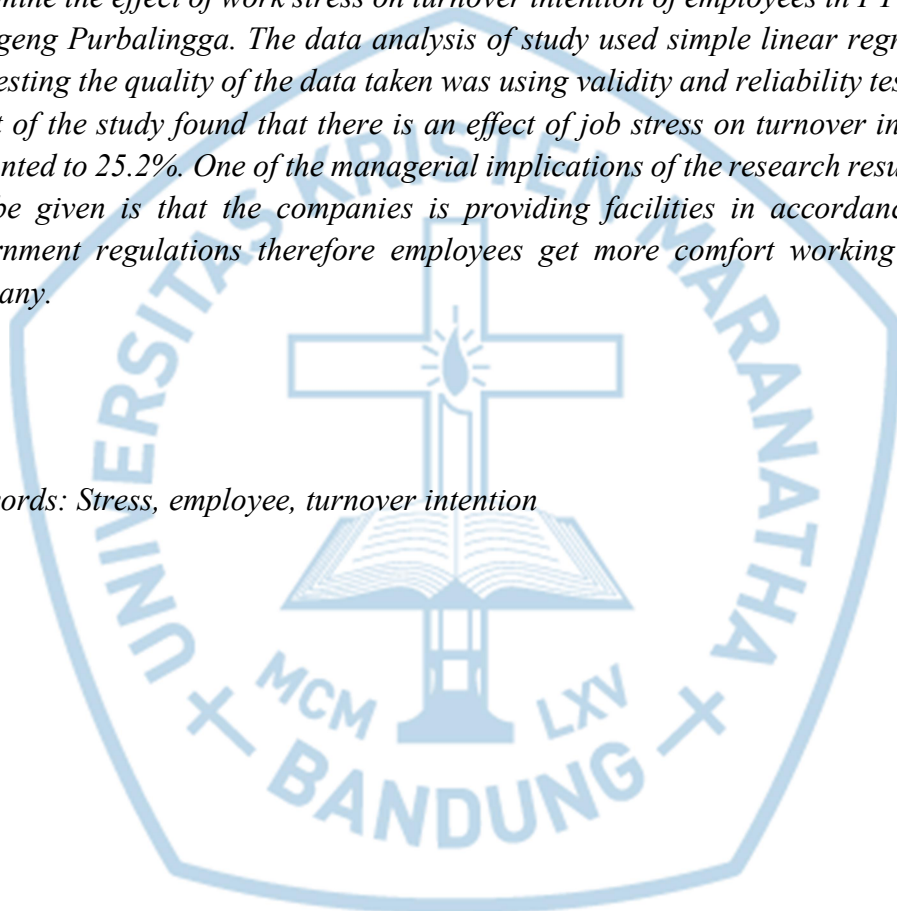 mine the effect of work stress on turnover intention of employees in PT
geng Purbalingga. The data analysis of study used simple linear regr
esting the quality of the data taken was using validity and reliability tes
t of the study found that there is an effect of job stress on turnover in
nted to 25.2%. One of the managerial implications of the research resu
be given is that the companies is providing facilities in accordanc
rnment regulations therefore employees get more comfort working
any.
UNIVERSITAS KRISTEN MARANATHA
ords: Stress, employee, turnover intention
MCM LXV
BANDUNG